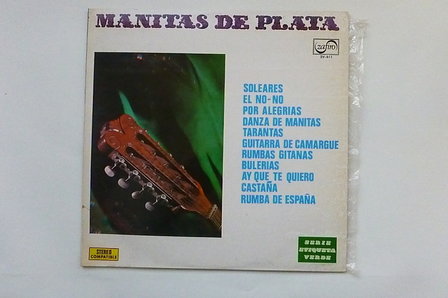 MANITAS DE PLATA
zafiro
SOLEARES
EL NO-NO
POR ALEGRIAS
DANZA DE MANITAS
TARANTAS
GUITARRA DE CAMARGUE
RUMBAS GITANAS
BULERIAS
AY QUE TE QUIERO
CASTAÑA
RUMBA DE ESPAÑA
STEREO
COMPATIBLE
SERIE
ETIQUETA
VERDE